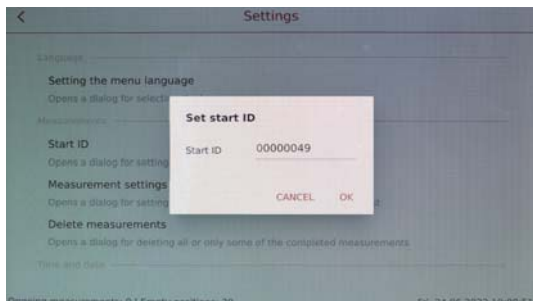 Settings
Language
Setting the menu language
Opens a dialog for selecti
Measurements
Set start ID
Start ID
Opens a dialog for setting
Start ID 00000049
Measurement settings
Opens a dialog for setting
CANCEL OK
Delete measurements
Opens a dialog for deleting all or only some of the completed measurements
Time and Date